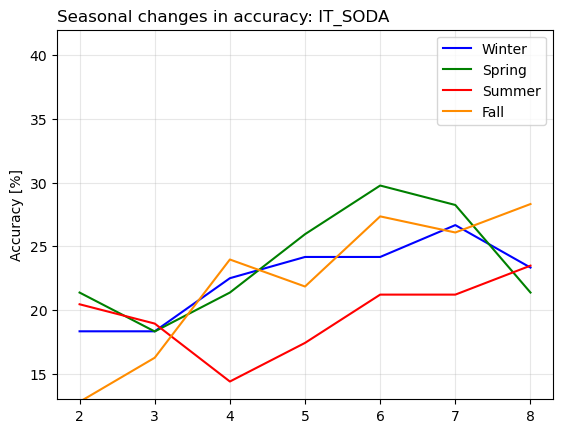 Seasonal changes in accuracy: IT_SODA
Accuracy [%]
40
35
30
25
20
15
2 3 4 5 6 7 8
Winter
Spring
Summer
Fall